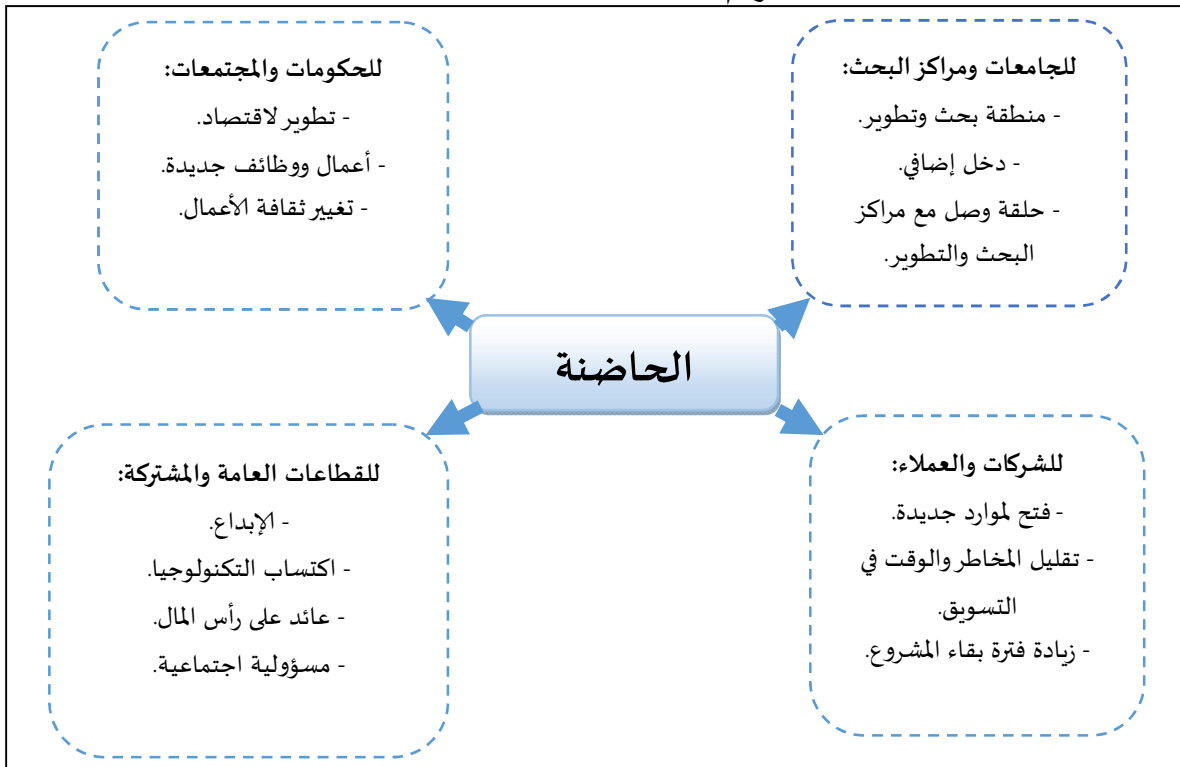 للجامعات ومراكز البحث:
- منطقة بحث وتطوير.
- دخل إضافي.
- حلقة وصل مع مراكز
البحث والتطوير.
للحكومات والمجتمعات:
- تطوير لاقتصاد.
- أعمال ووظائف جديدة.
- تغيير ثقافة الأعمال.
الحاضنة
للشركات والعملاء:
- فتح لموارد جديدة.
- تقليل المخاطر والوقت في
التسويق.
- زيادة فترة بقاء المشروع.
للقطاعات العامة والمشتركة:
- الإبداع.
- اكتساب التكنولوجيا.
- عائد على رأس المال.
- مسؤولية اجتماعية.